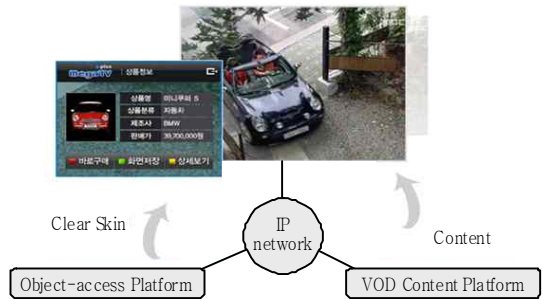 plus
megaTV 상품정보
상품명 미니쿠퍼 S
상품분류 자동차
제조사 BMW
판매가 39,700,000원
바로구매 화면저장 상세보기
Clear Skin
IP
network
Content
Object-access Platform
VOD Content Platform